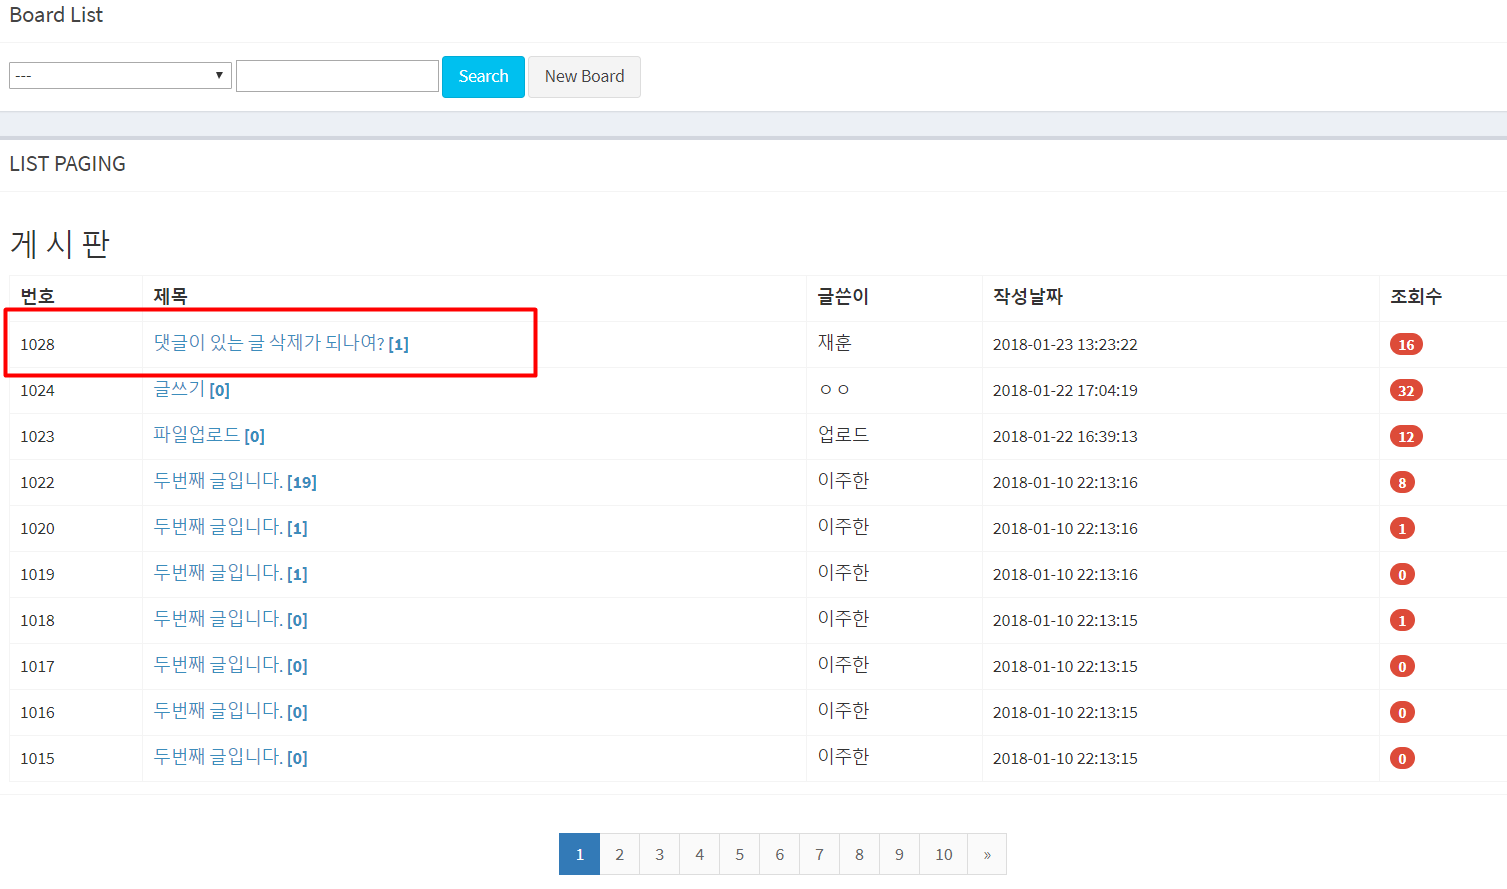 Board List
--- Search New Board
LIST PAGING
게 시 판
번호 제목 글쓴이 작성날짜 조회수
1028 댓글이 있는 글 삭제가 되나여? [1] 재훈 2018-01-23 13:23:22 16
1024 글쓰기 [0] ㅇㅇ 2018-01-22 17:04:19 32
1023 파일업로드 [0] 업로드 2018-01-22 16:39:13 12
1022 두번째 글입니다. [19] 이주한 2018-01-10 22:13:16 8
1020 두번째 글입니다. [1] 이주한 2018-01-10 22:13:16 1
1019 두번째 글입니다. [1] 이주한 2018-01-10 22:13:16 0
1018 두번째 글입니다. [0] 이주한 2018-01-10 22:13:15 1
1017 두번째 글입니다. [0] 이주한 2018-01-10 22:13:15 0
1016 두번째 글입니다. [0] 이주한 2018-01-10 22:13:15 0
1015 두번째 글입니다. [0] 이주한 2018-01-10 22:13:15 0
1 2 3 4 5 6 7 8 9 10 »